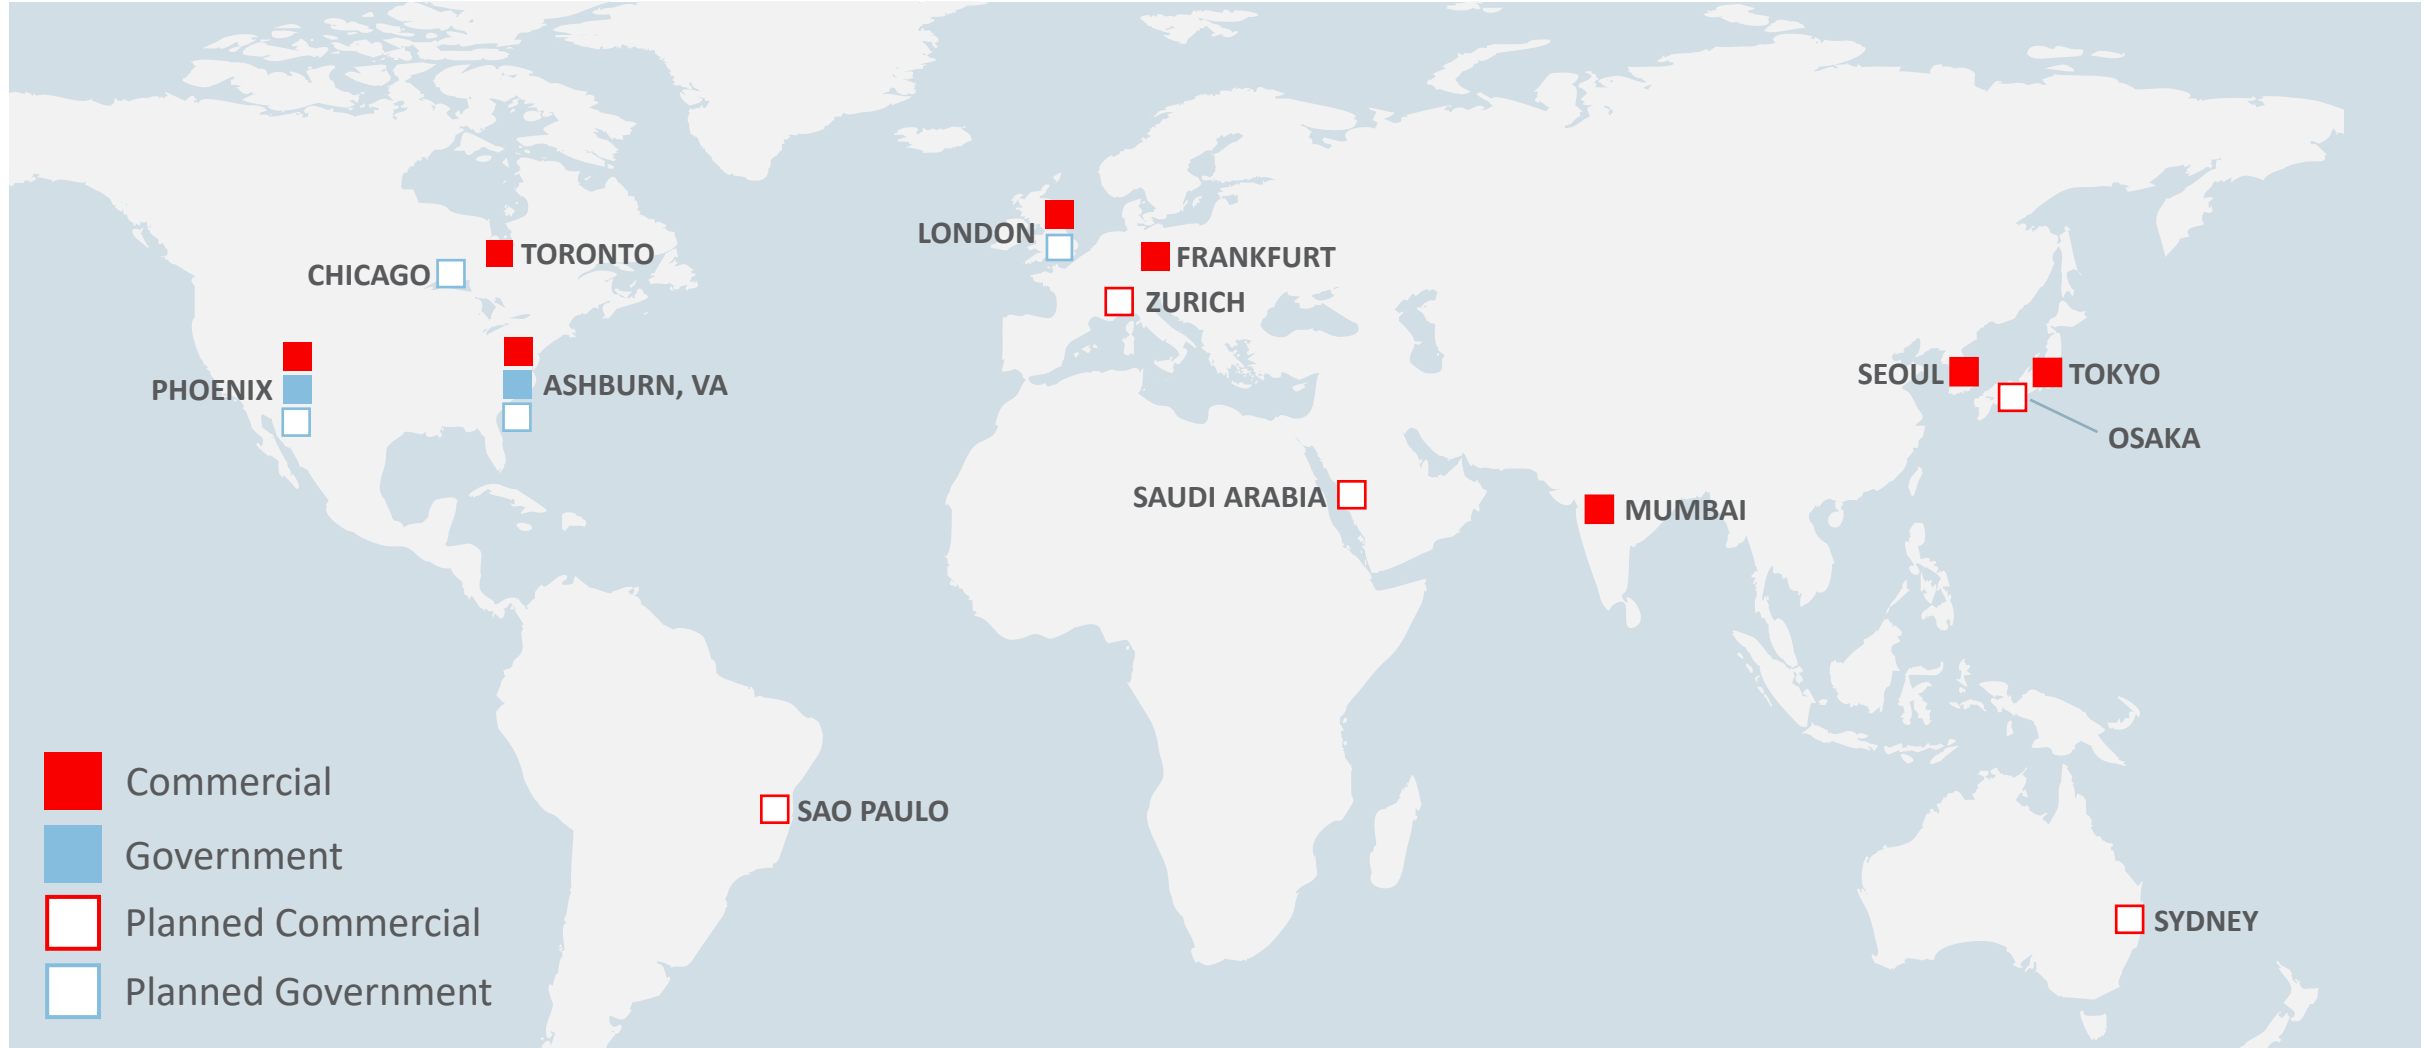 LONDON
TORONTO
FRANKFURT
CHICAGO
ZURICH
SEOUL
TOKYO
PHOENIX
ASHBURN, VA
OSAKA
SAUDI ARABIA
MUMBAI
Commercial
SAO PAULO
Government
Planned Commercial
SYDNEY
Planned Government